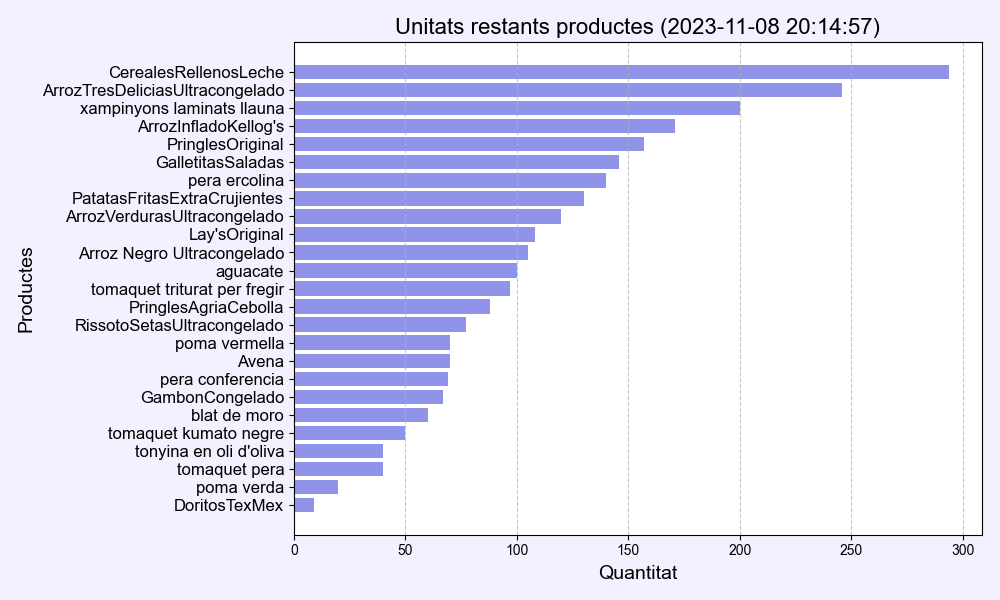 Unitats restants productes (2023-11-08 20:14:57)
Productes
CerealesRellenosLeche
ArrozTresDeliciasUltracongelado
xampinyons laminats llauna
ArrozInfladoKellog's
PringlesOriginal
GalletitasSaladas
pera ercolina
PatatasFritasExtraCrujientes
ArrozVerdurasUltracongelado
Lay'sOriginal
Arroz Negro Ultracongelado
aguacate
tomaquet triturat per fregir
PringlesAgriaCebolla
RissotoSetasUltracongelado
poma vermella
Avena
pera conferencia
GambonCongelado
blat de moro
tomaquet kumato negre
tonyina en oli d'oliva
tomaquet pera
poma verda
DoritosTexMex
0 50 100 150 200 250 300
Quantitat